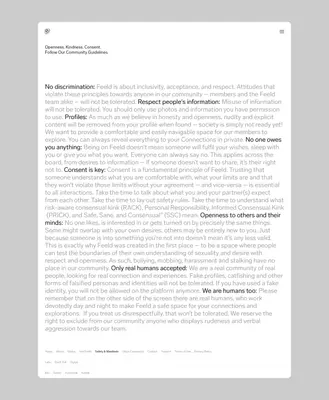 Openness. Kindness. Consent.
Follow Our Community Guidelines.
No discrimination: Feeld is about inclusivity, acceptance, and respect. Attitudes that
violate these principles towards anyone in our community – members and the Feeld
team alike – will not be tolerated. Respect people's information: Misuse of information
will not be tolerated. You should only use photos and information you have permission
to use. Profiles: As much as we believe in honesty and openness, nudity and explicit
content will be removed from your profile when found – society is simply not ready yet!
We want to provide a comfortable and easily navigable space for our members to
explore. You can always reveal everything to your Connections in private. No one owes
you anything: Being on Feeld doesn't mean someone will fulfil your wishes, sleep with
you or give you what you want. Everyone can always say no. This applies across the
board, from desires to information – if someone doesn't want to share, it's their right
not to. Consent is key: Consent is a fundamental principle of Feeld. Trusting that
someone understands what you are comfortable with, what your limits are and that
they won't violate those limits without your agreement – and vice-versa – is essential
to all interactions. Take the time to talk about what you and your partner(s) expect
from each other. Take the time to lay out safety-rules. Take the time to understand what
risk-aware consensual kink (RACK), Personal Responsibility, Informed Consensual Kink
(PRICK), and Safe, Sane, and Consensual" (SSC) mean. Openness to others and their
minds: No one likes, is interested in or gets turned on by precisely the same things.
Some might overlap with your own desires, others may be entirely new to you. Just
because someone is into something you're not into doesn't mean it's any less valid.
This is exactly why Feeld was created in the first place – to be a space where people
can test the boundaries of their own understanding of sexuality and desire with
respect and openness. As such, bullying, mobbing, harassment and stalking have no
place in our community. Only real humans accepted: We are a real community of real
people, looking for real connection and experiences. Fake profiles, catfishing and other
forms of falsified personas and identities will not be tolerated. If you have used a fake
identity, you will not be allowed on the platform anymore. We are humans too: Please
remember that on the other side of the screen there are real humans, who work
devotedly day and night to make Feeld a safe space for your connections and
explorations. If you treat us disrespectfully, that won't be tolerated. We reserve the
right to exclude from our community anyone who displays rudeness and verbal
aggression towards our team.